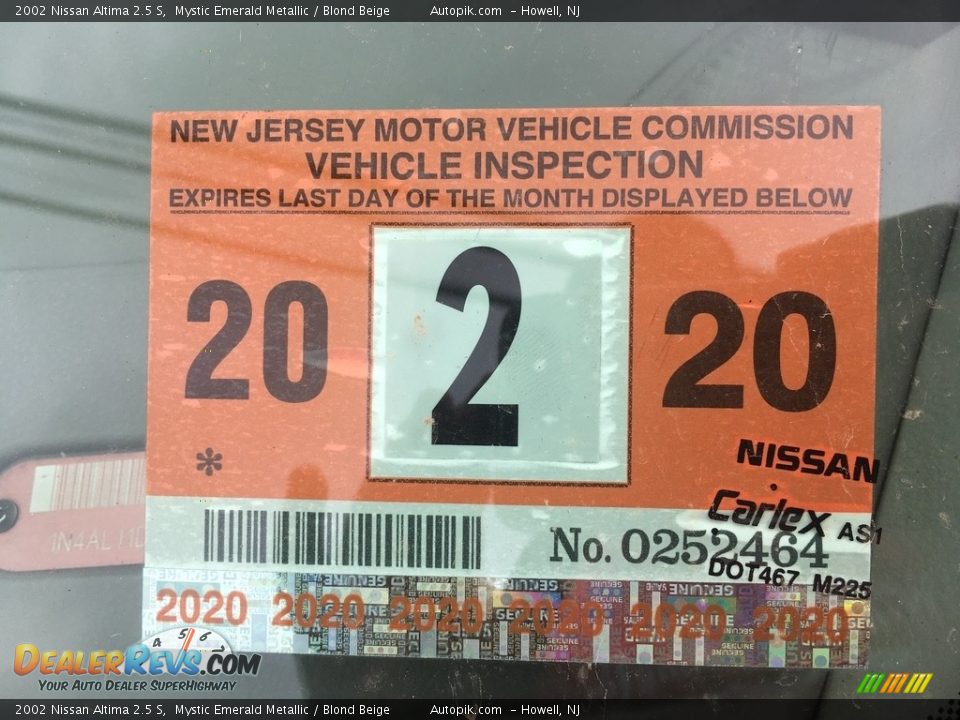 2002 Nissan Altima 2.5 S, Mystic Emerald Metallic / Blond Beige Autopik.com - Howell, NJ
NEW JERSEY MOTOR VEHICLE COMMISSION
VEHICLE INSPECTION
EXPIRES LAST DAY OF THE MONTH DISPLAYED BELOW
20 2 20
*
NISSAN
Carlex AS1
No. 0252464
DOT467 M225
2020 2020 2020 2020 2020 2020
4 5 6
DEALERREVS.COM
YOUR AUTO DEALER SUPERHIGHWAY
2002 Nissan Altima 2.5 S, Mystic Emerald Metallic / Blond Beige Autopik.com - Howell, NJ